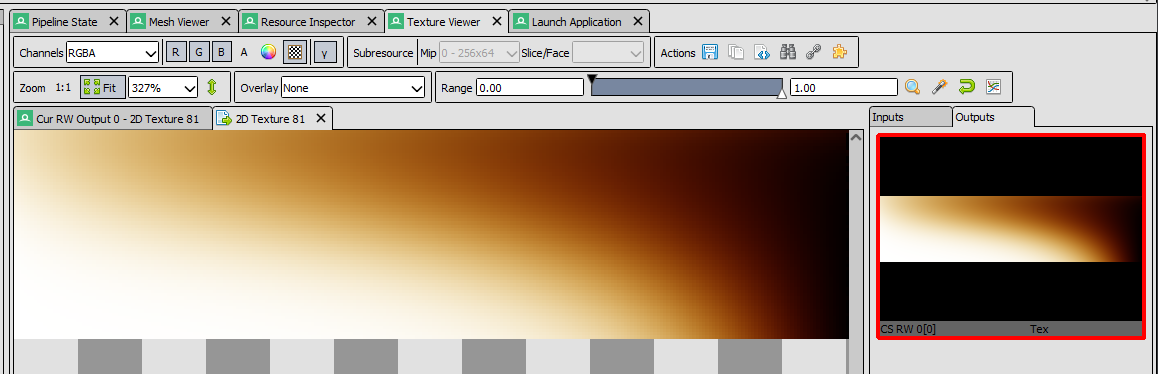 Pipeline State Mesh Viewer Resource Inspector Texture Viewer Launch Application
Channels RGBA R G B A γ Subresource Mip 0 - 256x64 Slice/Face Actions
Zoom 1:1 Fit 327% Overlay None Range 0.00 1.00
Cur RW Output 0 - 2D Texture 81 2D Texture 81
Inputs Outputs
CS RW 0[0] Tex